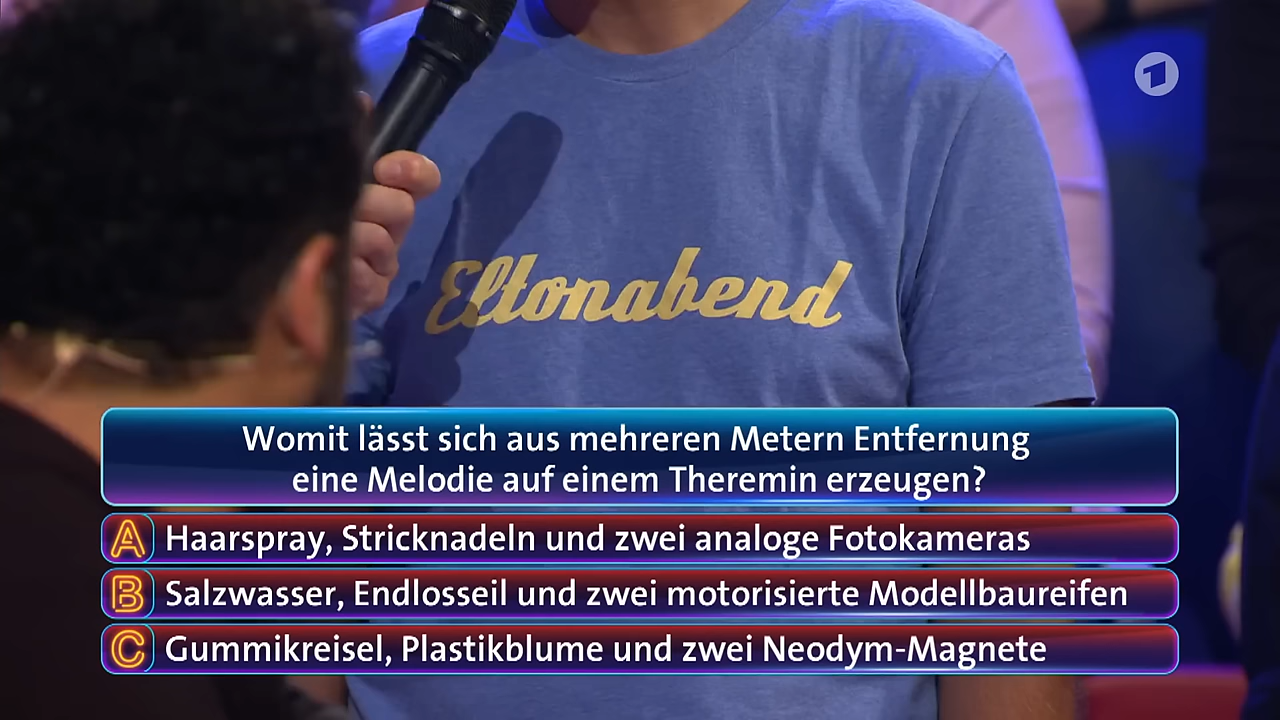 1
Eltonabend
Womit lässt sich aus mehreren Metern Entfernung
eine Melodie auf einem Theremin erzeugen?
A Haarspray, Stricknadeln und zwei analoge Fotokameras
B Salzwasser, Endlosseil und zwei motorisierte Modellbaureifen
C Gummikreisel, Plastikblume und zwei Neodym-Magnete